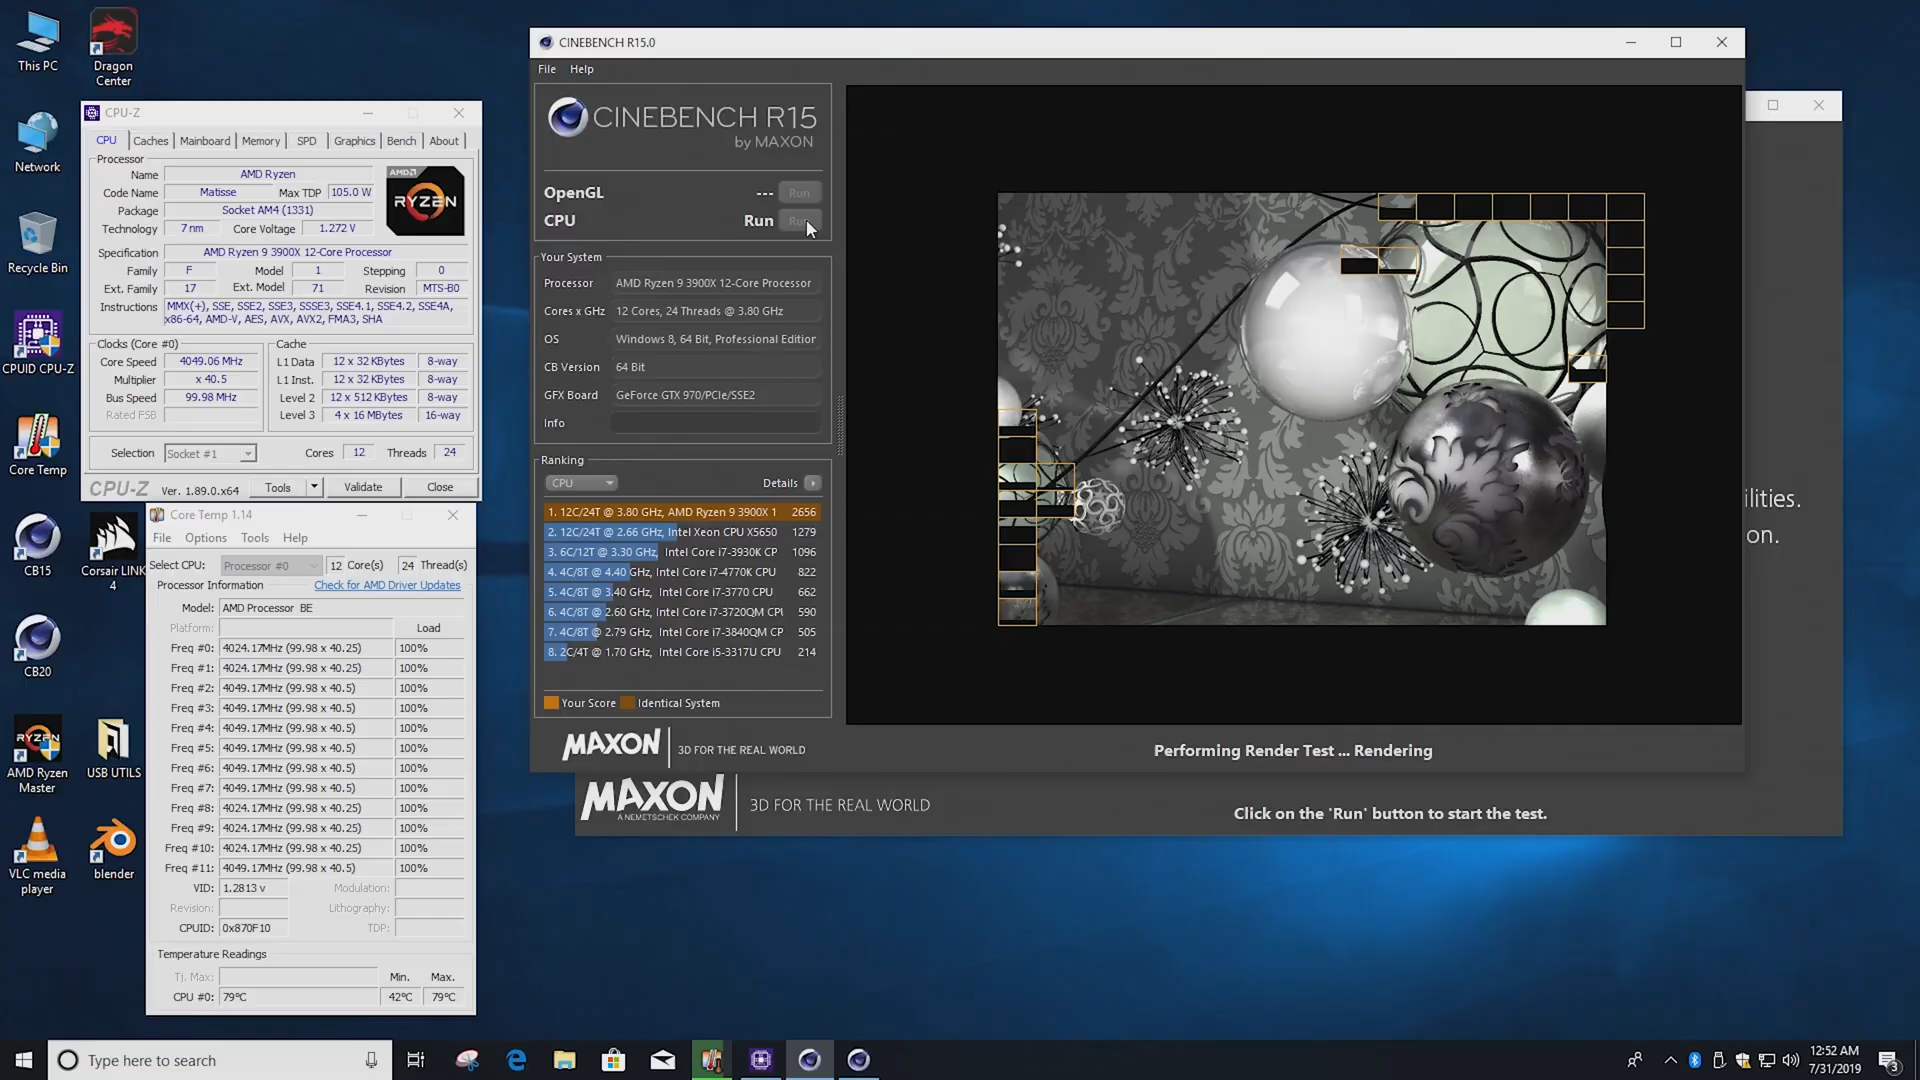 This PC
Dragon
Center
Network
Recycle Bin
CPUID CPU-Z
Core Temp
CB15
Corsair LINK
4
CB20
AMD Ryzen
Master
USB UTILS
VLC media
player
blender
CPU-Z
CPU Caches Mainboard Memory SPD Graphics Bench About
Processor
Name AMD Ryzen
Code Name Matisse Max TDP 105.0 W
Package Socket AM4 (1331)
Technology 7 nm Core Voltage 1.272 V
AMD
RYZEN
Specification AMD Ryzen 9 3900X 12-Core Processor
Family F Model 1 Stepping 0
Ext. Family 17 Ext. Model 71 Revision MTS-B0
Instructions MMX(+), SSE, SSE2, SSE3, SSSE3, SSE4.1, SSE4.2, SSE4A,
x86-64, AMD-V, AES, AVX, AVX2, FMA3, SHA
Clocks (Core #0)
Core Speed 4049.06 MHz
Multiplier x 40.5
Bus Speed 99.98 MHz
Rated FSB
Cache
L1 Data 12 x 32 KBytes 8-way
L1 Inst. 12 x 32 KBytes 8-way
Level 2 12 x 512 KBytes 8-way
Level 3 4 x 16 MBytes 16-way
Selection Socket #1 Cores 12 Threads 24
CPU-Z Ver. 1.89.0.x64 Tools Validate Close
Core Temp 1.14
File Options Tools Help
Select CPU: Processor #0 12 Core(s) 24 Thread(s)
Processor Information Check for AMD Driver Updates
Model: AMD Processor BE
Platform: Load
Freq #0: 4024.17MHz (99.98 x 40.25) 100%
Freq #1: 4024.17MHz (99.98 x 40.25) 100%
Freq #2: 4049.17MHz (99.98 x 40.5) 100%
Freq #3: 4049.17MHz (99.98 x 40.5) 100%
Freq #4: 4049.17MHz (99.98 x 40.5) 100%
Freq #5: 4049.17MHz (99.98 x 40.5) 100%
Freq #6: 4049.17MHz (99.98 x 40.5) 100%
Freq #7: 4049.17MHz (99.98 x 40.5) 100%
Freq #8: 4024.17MHz (99.98 x 40.25) 100%
Freq #9: 4024.17MHz (99.98 x 40.25) 100%
Freq #10: 4024.17MHz (99.98 x 40.25) 100%
Freq #11: 4049.17MHz (99.98 x 40.5) 100%
VID: 1.2813 v Modulation:
Revision: Lithography:
CPUID: 0x870F10 TDP:
Temperature Readings
Tj. Max: Min. Max.
CPU #0: 79°C 42°C 79°C
CINEBENCH R15.0
File Help
CINEBENCH R15
by MAXON
OpenGL --- Run
CPU Run Run
Your System
Processor AMD Ryzen 9 3900X 12-Core Processor
Cores x GHz 12 Cores, 24 Threads @ 3.80 GHz
OS Windows 8, 64 Bit, Professional Edition
CB Version 64 Bit
GFX Board GeForce GTX 970/PCIe/SSE2
Info
Ranking
CPU Details
1. 12C/24T @ 3.80 GHz, AMD Ryzen 9 3900X 1 2656
2. 12C/24T @ 2.66 GHz, Intel Xeon CPU X5650 1279
3. 6C/12T @ 3.30 GHz, Intel Core i7-3930K CP 1096
4. 4C/8T @ 4.40 GHz, Intel Core i7-4770K CPU 822
5. 4C/8T @ 3.40 GHz, Intel Core i7-3770 CPU 662
6. 4C/8T @ 2.60 GHz, Intel Core i7-3720QM CPU 590
7. 4C/8T @ 2.79 GHz, Intel Core i7-3840QM CP 505
8. 2C/4T @ 1.70 GHz, Intel Core i5-3317U CPU 214
Your Score Identical System
MAXON 3D FOR THE REAL WORLD
Performing Render Test ... Rendering
ilities.
on.
MAXON 3D FOR THE REAL WORLD
A NEMETSCHEK COMPANY
Click on the 'Run' button to start the test.
Type here to search
12:52 AM
7/31/2019
3